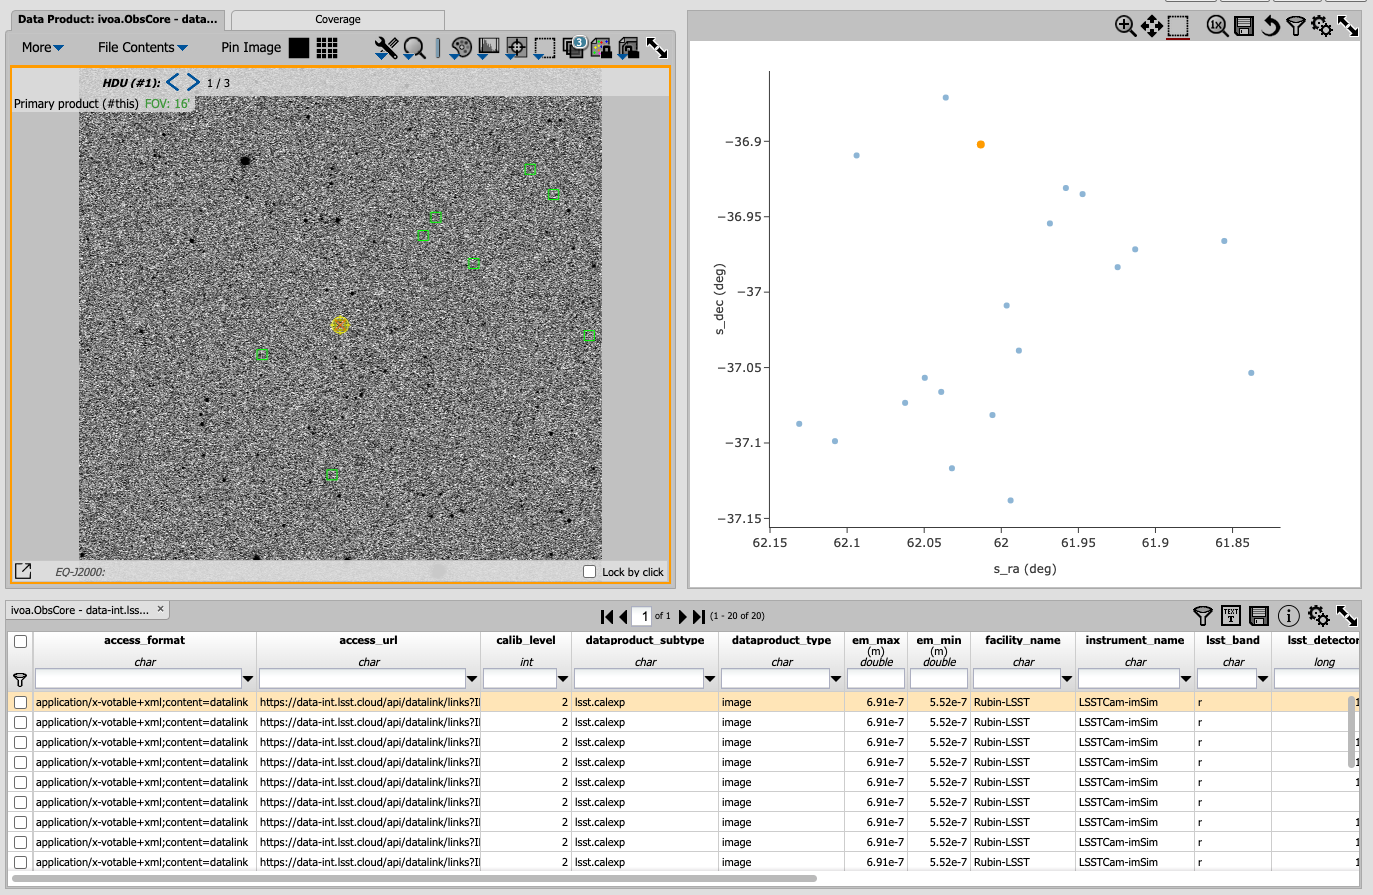 Data Product: ivoa.ObsCore - data...
Coverage
More
File Contents
Pin Image
3
HDU (#1):
1 / 3
Primary product (#this) FOV: 16'
EQ-J2000:
Lock by click
1x
−36.9
−36.95
−37
−37.05
−37.1
−37.15
s_dec (deg)
62.15
62.1
62.05
62
61.95
61.9
61.85
s_ra (deg)
ivoa.ObsCore - data-int.lss... ×
1 of 1
(1 - 20 of 20)
TEXT
T
i
access_format access_url calib_level dataproduct_subtype dataproduct_type em_max em_min facility_name instrument_name lsst_band lsst_detector
(m) (m)
char char int char char double double char char char long
application/x-votable+xml;content=datalink https://data-int.lsst.cloud/api/datalink/links?I 2 lsst.calexp image 6.91e-7 5.52e-7 Rubin-LSST LSSTCam-imSim r 1
application/x-votable+xml;content=datalink https://data-int.lsst.cloud/api/datalink/links?I 2 lsst.calexp image 6.91e-7 5.52e-7 Rubin-LSST LSSTCam-imSim r
application/x-votable+xml;content=datalink https://data-int.lsst.cloud/api/datalink/links?I 2 lsst.calexp image 6.91e-7 5.52e-7 Rubin-LSST LSSTCam-imSim r 1
application/x-votable+xml;content=datalink https://data-int.lsst.cloud/api/datalink/links?I 2 lsst.calexp image 6.91e-7 5.52e-7 Rubin-LSST LSSTCam-imSim r 1
application/x-votable+xml;content=datalink https://data-int.lsst.cloud/api/datalink/links?I 2 lsst.calexp image 6.91e-7 5.52e-7 Rubin-LSST LSSTCam-imSim r 1
application/x-votable+xml;content=datalink https://data-int.lsst.cloud/api/datalink/links?I 2 lsst.calexp image 6.91e-7 5.52e-7 Rubin-LSST LSSTCam-imSim r
application/x-votable+xml;content=datalink https://data-int.lsst.cloud/api/datalink/links?I 2 lsst.calexp image 6.91e-7 5.52e-7 Rubin-LSST LSSTCam-imSim r 1
application/x-votable+xml;content=datalink https://data-int.lsst.cloud/api/datalink/links?I 2 lsst.calexp image 6.91e-7 5.52e-7 Rubin-LSST LSSTCam-imSim r 1
application/x-votable+xml;content=datalink https://data-int.lsst.cloud/api/datalink/links?I 2 lsst.calexp image 6.91e-7 5.52e-7 Rubin-LSST LSSTCam-imSim r 1